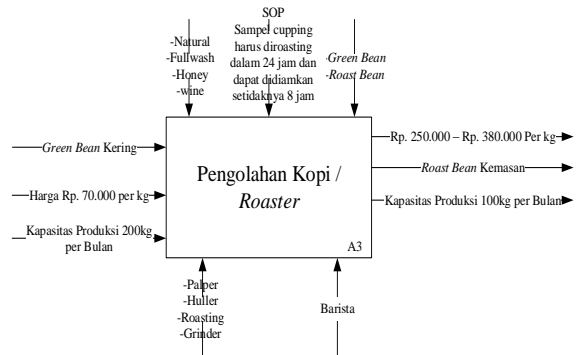 SOP
Sampel cupping
harus diroasting
dalam 24 jam dan
dapat didiamkan
setidaknya 8 jam
-Natural
-Fullwash
-Honey
-wine
-Green Bean
-Roast Bean
Green Bean Kering
Harga Rp. 70.000 per kg
Kapasitas Produksi 200kg
per Bulan
Pengolahan Kopi /
Roaster
A3
Rp. 250.000 – Rp. 380.000 Per kg
Roast Bean Kemasan
Kapasitas Produksi 100kg per Bulan
-Palper
-Huller
-Roasting
-Grinder
Barista